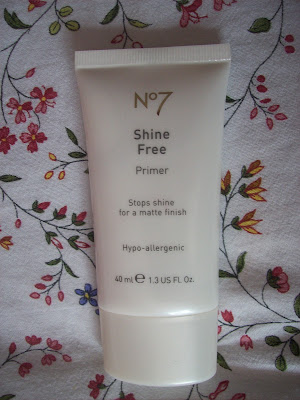 No7
Shine
Free
Primer
Stops shine
for a matte finish
Hypo-allergenic
40 ml ℮ 1.3 US Fl. Oz.